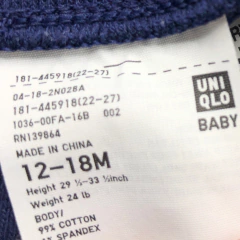 181-445918(22-27)
04-18-2N02BA
181-445918(22-27)
1036-00FA-16B 002
RN139864
MADE IN CHINA
12-18M
Height 29 ½-33 ½inch
Weight 24 lb
BODY/
99% COTTON
SPANDEX
UNI
QLO
BABY